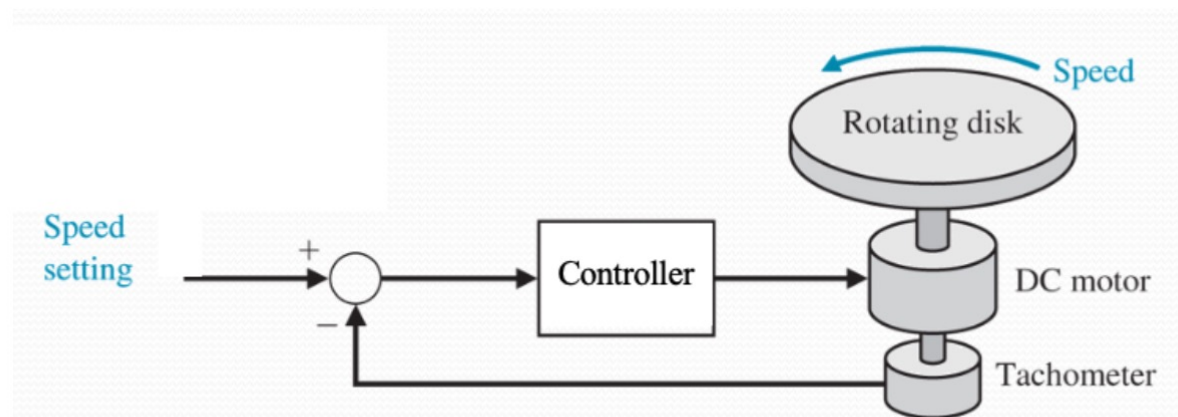 Speed
Rotating disk
Speed
setting
+
Controller
DC motor
−
Tachometer